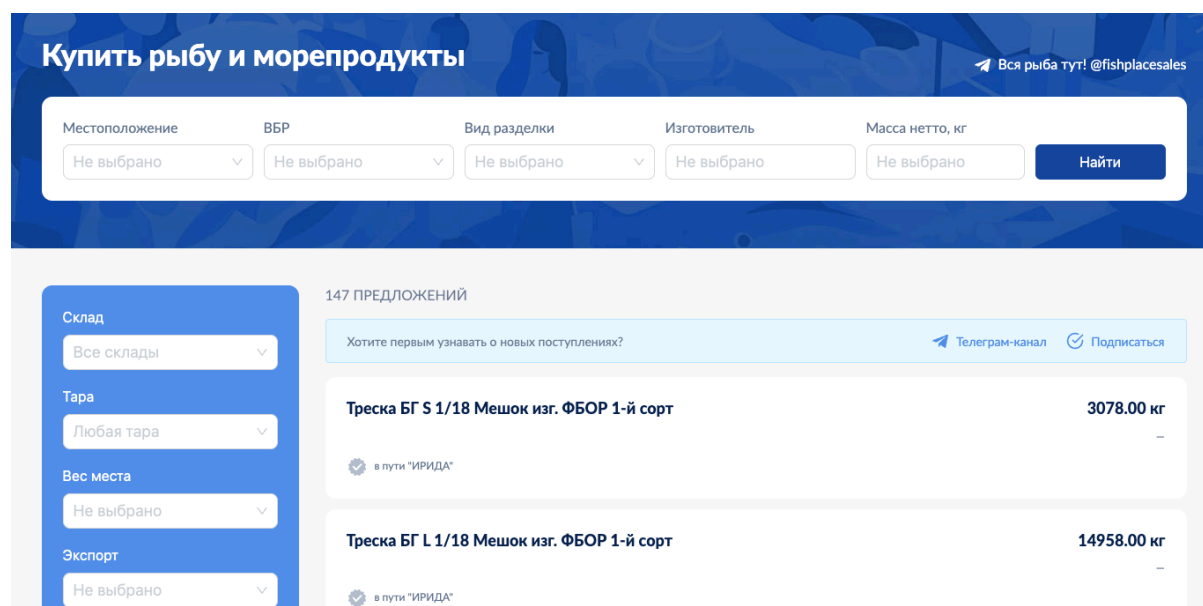 Купить рыбу и морепродукты
Вся рыба тут! @fishplacesales
Местоположение ВБР Вид разделки Изготовитель Масса нетто, кг
Не выбрано Не выбрано Не выбрано Не выбрано Не выбрано Найти
147 ПРЕДЛОЖЕНИЙ
Склад
Все склады
Тара
Любая тара
Вес места
Не выбрано
Экспорт
Не выбрано
Хотите первым узнавать о новых поступлениях? Телеграм-канал Подписаться
Треска БГ S 1/18 Мешок изг. ФБОР 1-й сорт 3078.00 кг
–
в пути "ИРИДА"
Треска БГ L 1/18 Мешок изг. ФБОР 1-й сорт 14958.00 кг
–
в пути "ИРИДА"